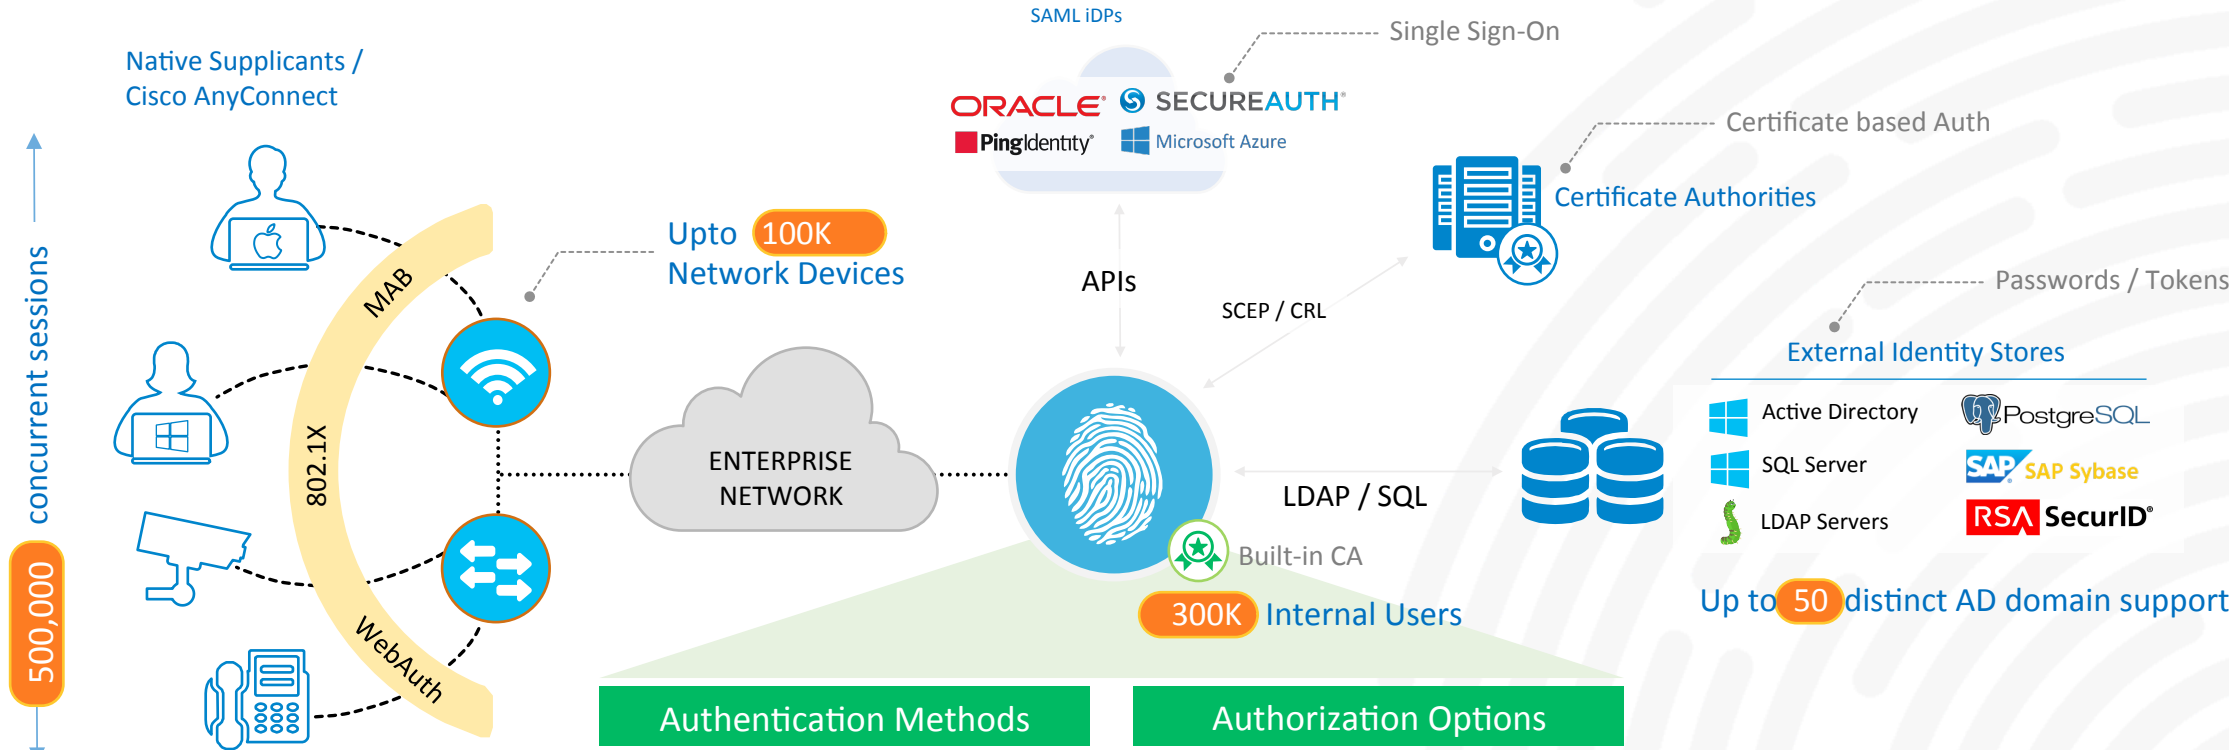 SAML iDPs
Single Sign-On
Native Supplicants /
Cisco AnyConnect
ORACLE®
SECUREAUTH®
PingIdentity®
Microsoft Azure
Certificate based Auth
Certificate Authorities
Upto 100K
Network Devices
APIs
SCEP / CRL
Passwords / Tokens
External Identity Stores
Active Directory
PostgreSQL
SQL Server
SAP SAP Sybase
LDAP Servers
RSA SecurID®
Up to 50 distinct AD domain support
concurrent sessions
500,000
MAB
802.1X
WebAuth
ENTERPRISE
NETWORK
LDAP / SQL
Built-in CA
300K Internal Users
Authentication Methods
Authorization Options